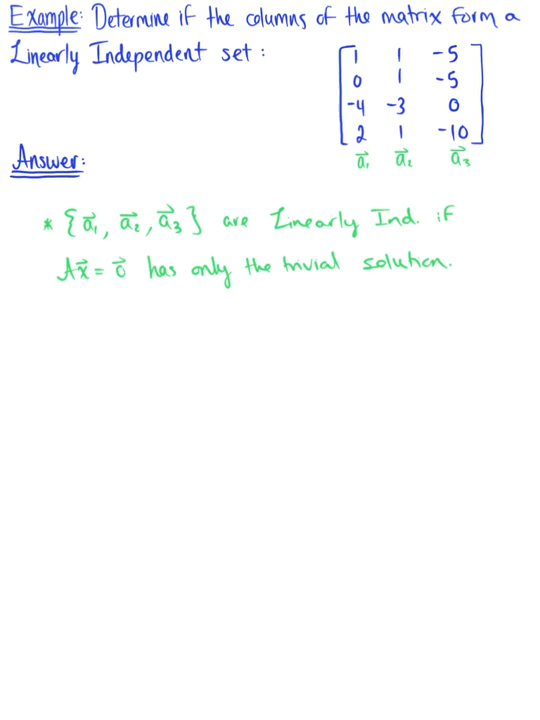 Example: Determine if the columns of the matrix form a
Linearly Independent set:
1 1 -5
0 1 -5
-4 -3 0
2 1 -10
a⃗₁ a⃗₂ a⃗₃
Answer:
* {a⃗₁, a⃗₂, a⃗₃} are Linearly Ind. if
Ax⃗ = 0⃗ has only the trivial solution.